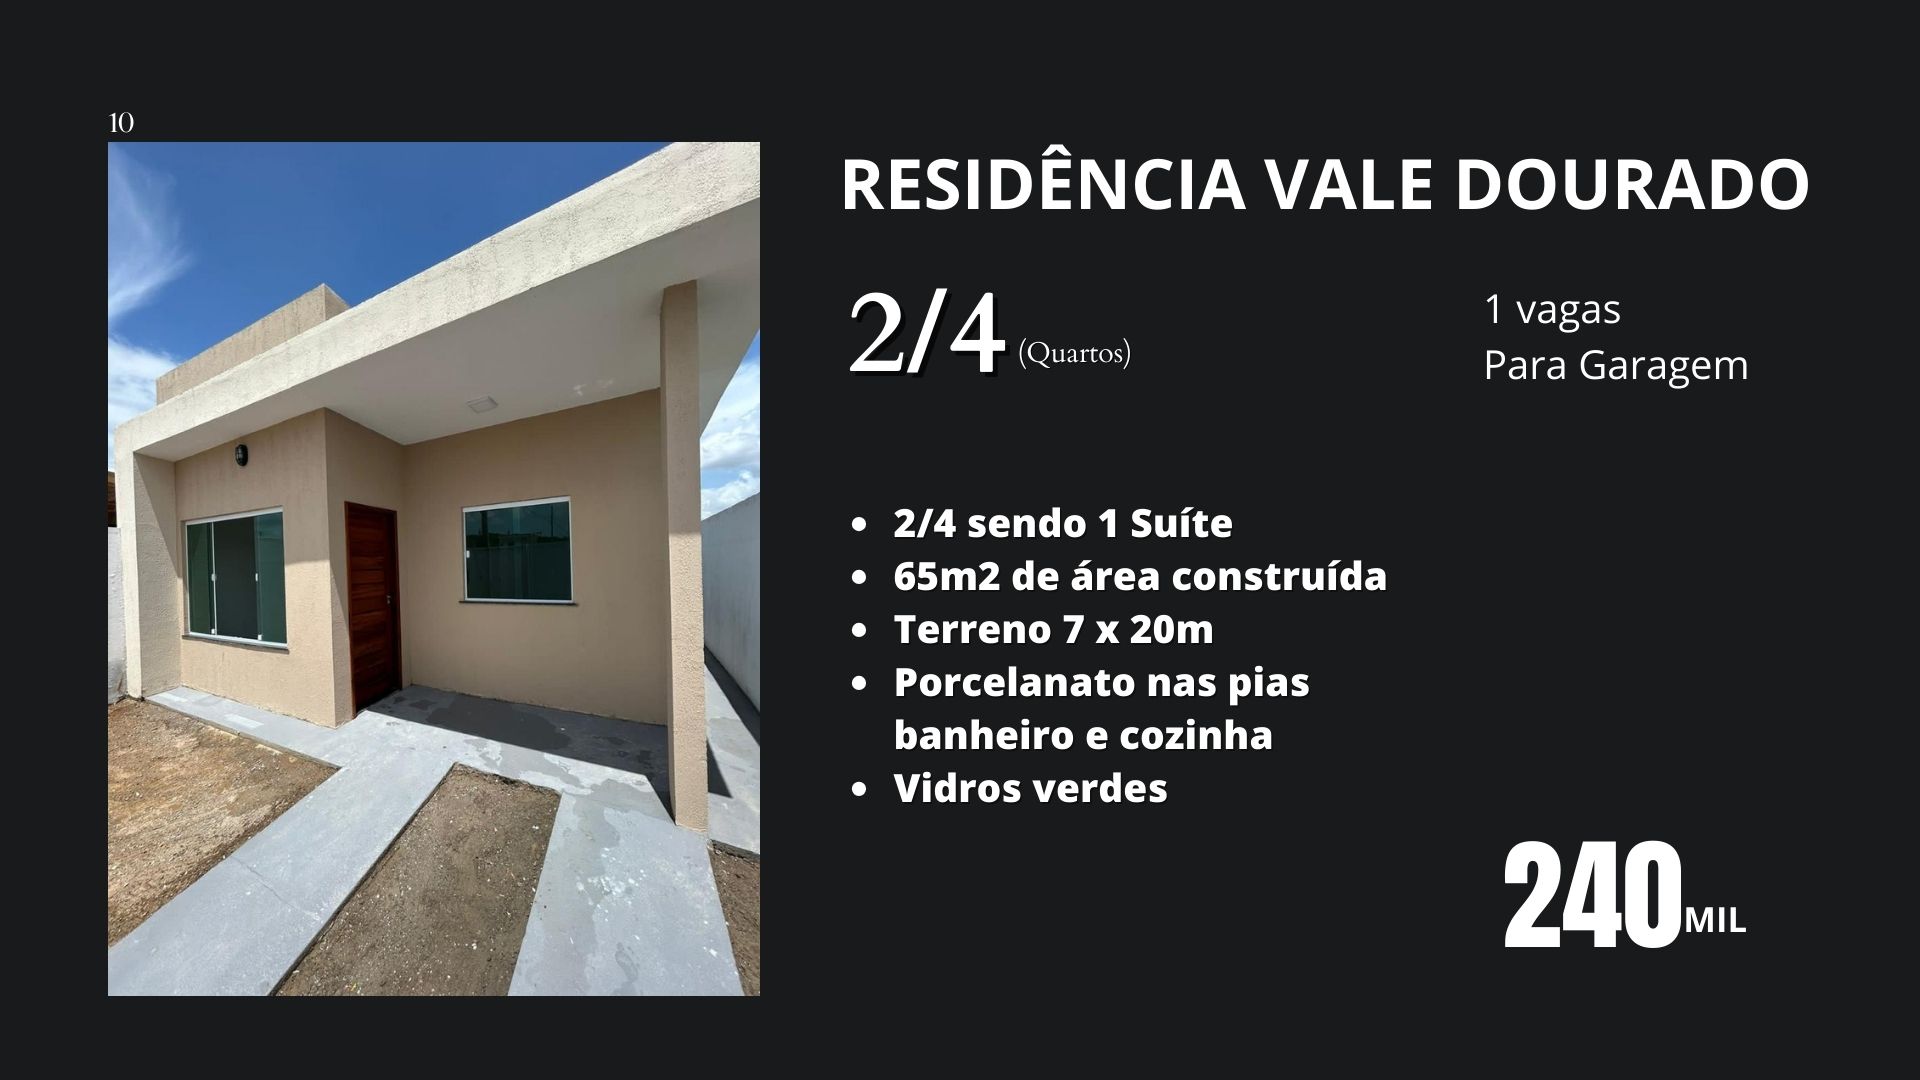 10
RESIDÊNCIA VALE DOURADO
2/4 (Quartos)
1 vagas
Para Garagem
• 2/4 sendo 1 Suíte
• 65m2 de área construída
• Terreno 7 x 20m
• Porcelanato nas pias
banheiro e cozinha
• Vidros verdes
240 MIL